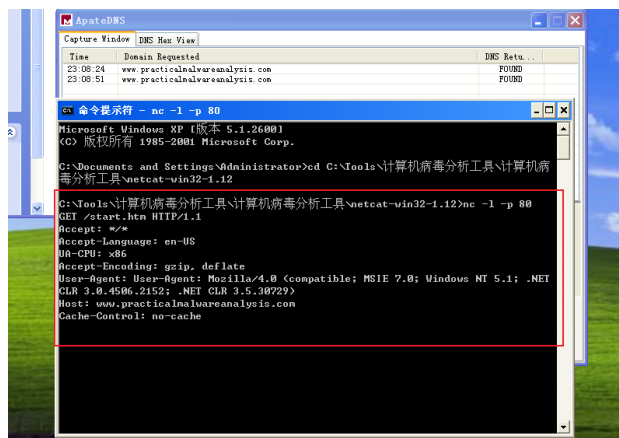 ApateDNS
Capture Window DNS Hex View
Time Domain Requested DNS Retu...
23:08:24 www.practicalmalwareanalysis.com FOUND
23:08:51 www.practicalmalwareanalysis.com FOUND
命令提示符 - nc -l -p 80
Microsoft Windows XP [版本 5.1.2600]
(C) 版权所有 1985-2001 Microsoft Corp.
C:\Documents and Settings\Administrator>cd C:\Tools\计算机病毒分析工具\计算机病
毒分析工具\netcat-win32-1.12
C:\Tools\计算机病毒分析工具\计算机病毒分析工具\netcat-win32-1.12>nc -l -p 80
GET /start.htm HTTP/1.1
Accept: */*
Accept-Language: en-US
UA-CPU: x86
Accept-Encoding: gzip, deflate
User-Agent: User-Agent: Mozilla/4.0 (compatible; MSIE 7.0; Windows NT 5.1; .NET
CLR 3.0.4506.2152; .NET CLR 3.5.30729)
Host: www.practicalmalwareanalysis.com
Cache-Control: no-cache